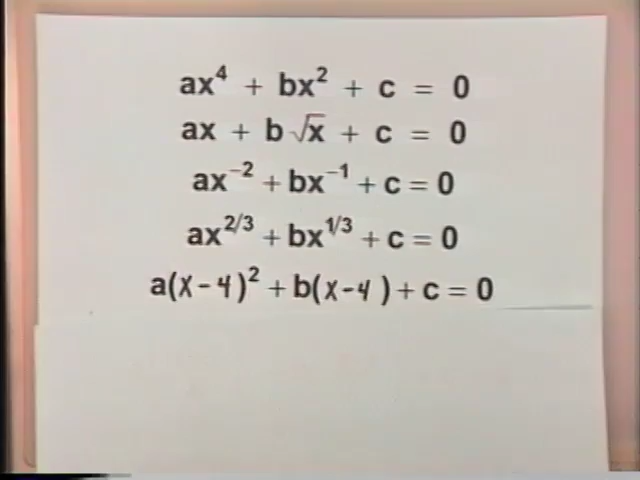 ax⁴ + bx² + c = 0
ax + b√x + c = 0
ax⁻² + bx⁻¹ + c = 0
ax^2/3 + bx^1/3 + c = 0
a(x-4)² + b(x-4) + c = 0